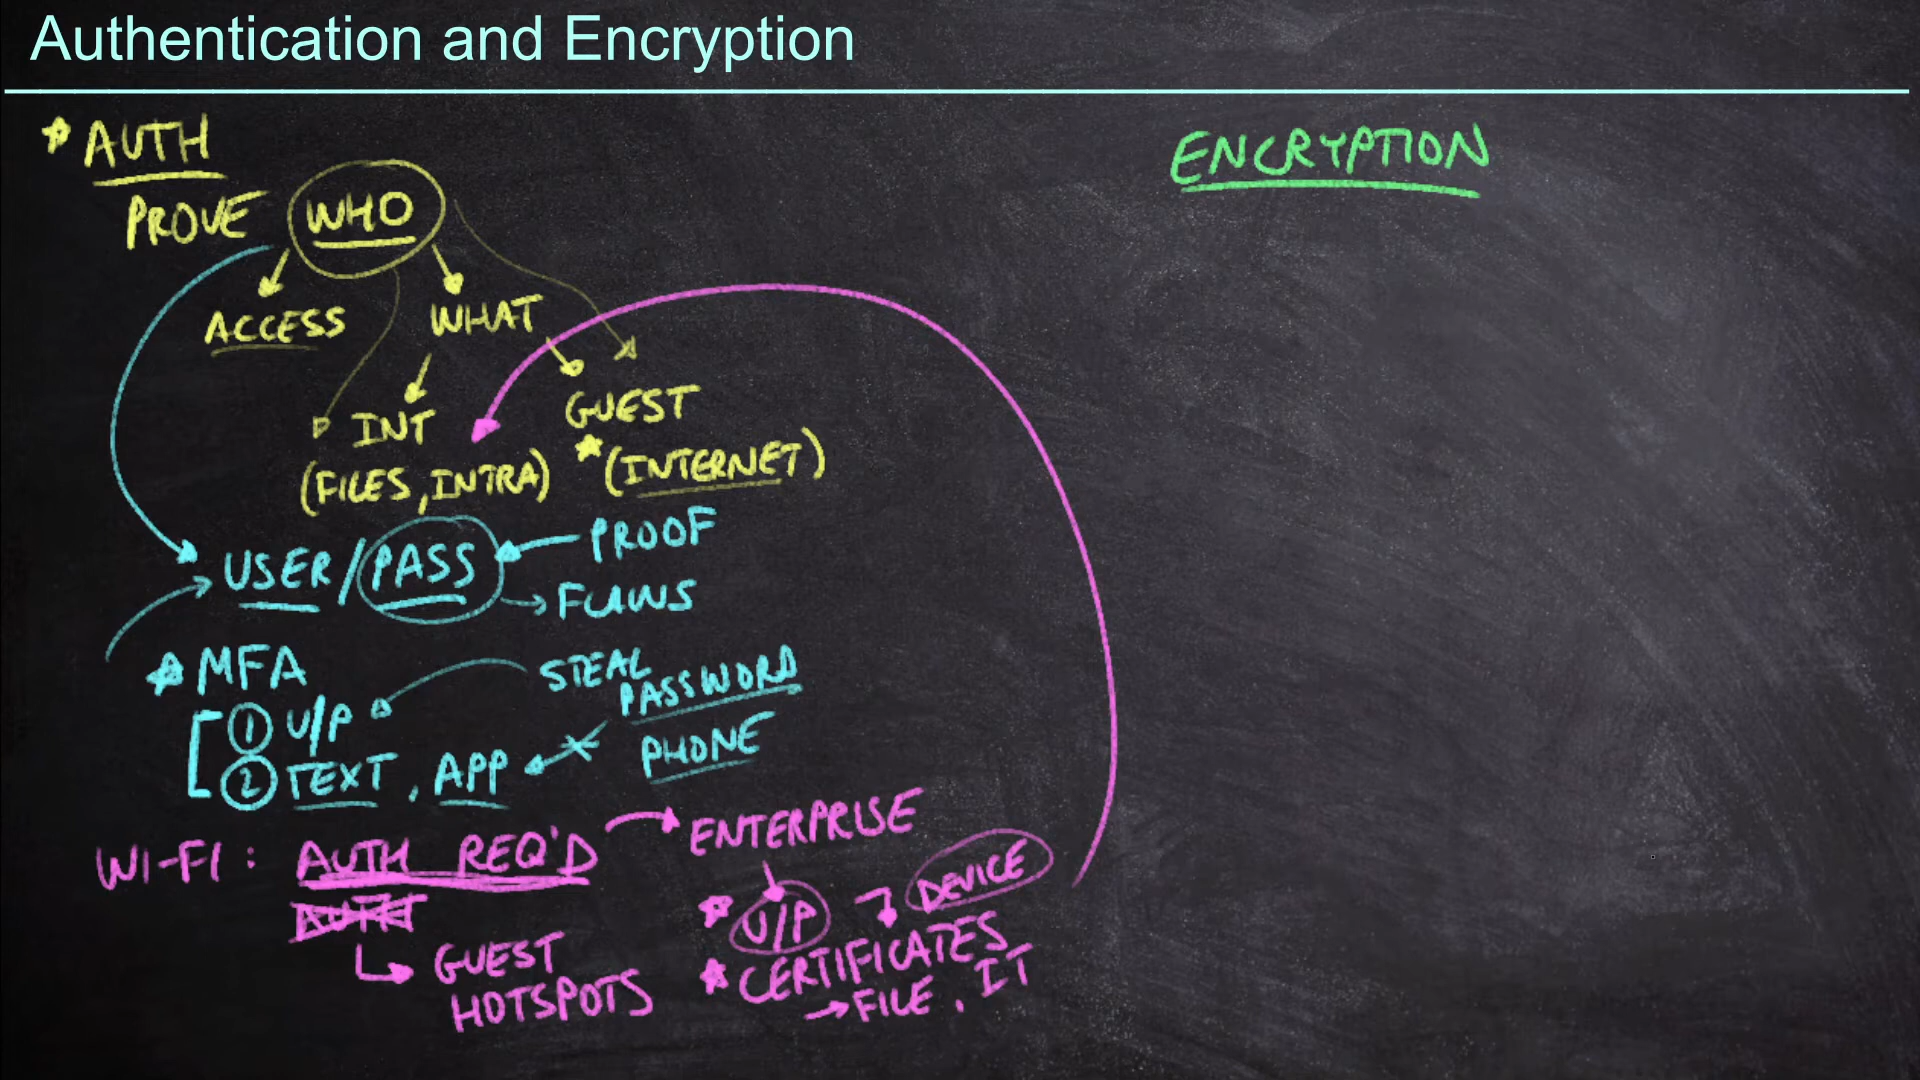 Authentication and Encryption
AUTH
PROVE WHO
ACCESS
WHAT
INT
(FILES, INTRA)
GUEST
(INTERNET)
USER/PASS
PROOF
FLAWS
MFA
① U/P
② TEXT, APP
STEAL
PASSWORD
PHONE
WI-FI: AUTH REQ'D
AUTH
GUEST
HOTSPOTS
ENTERPRISE
U/P
DEVICE
CERTIFICATES
FILE, IT
ENCRYPTION